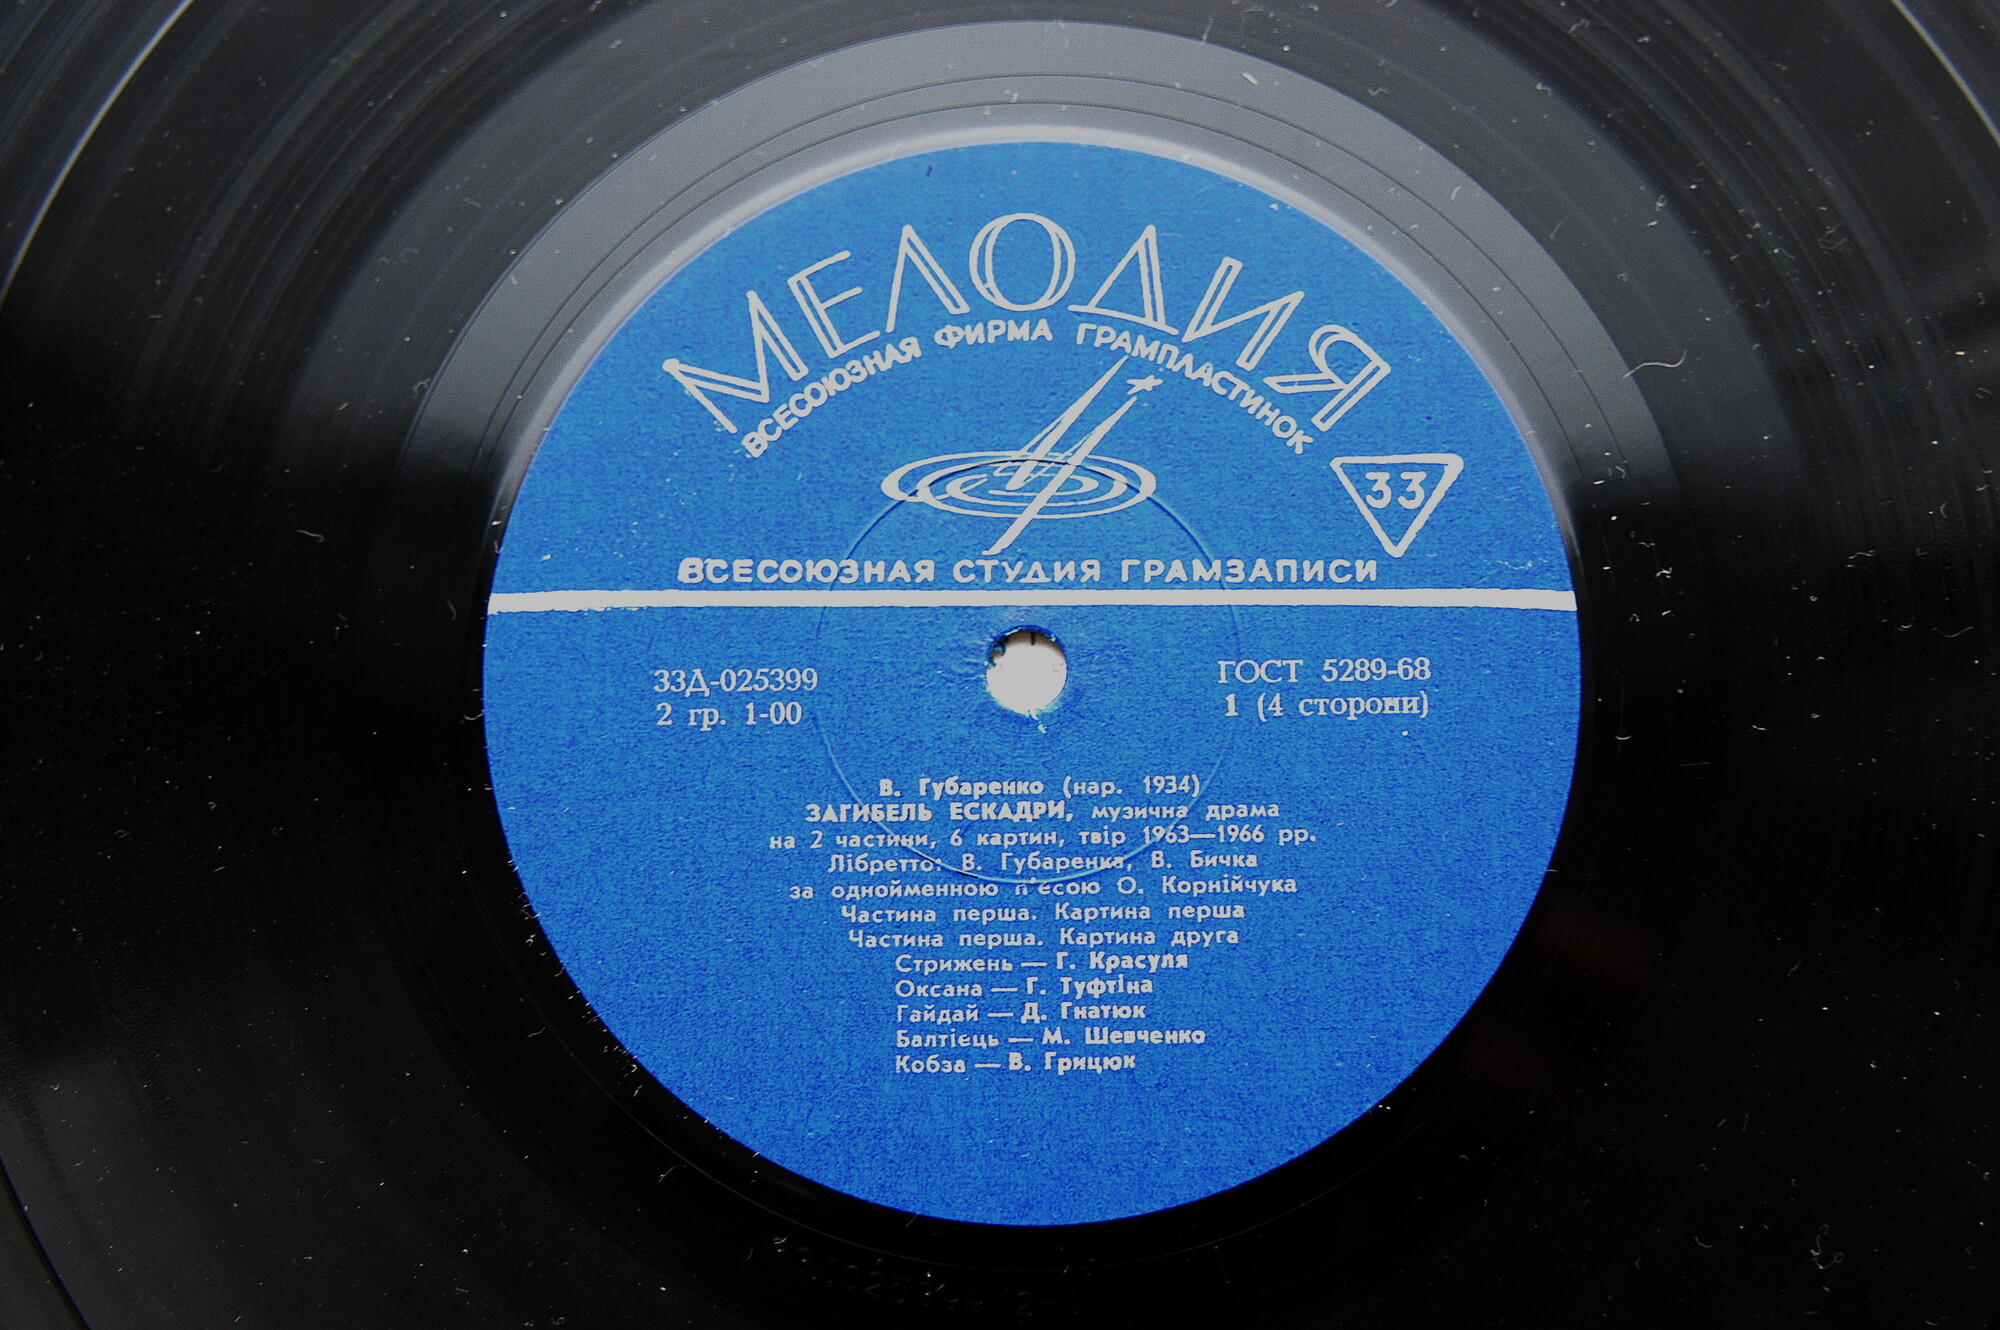 МЕЛОДИЯ
ВСЕСОЮЗНАЯ ФИРМА ГРАМПЛАСТИНОК
33
ВСЕСОЮЗНАЯ СТУДИЯ ГРАМЗАПИСИ
33Д-025399
2 гр. 1-00
ГОСТ 5289-68
1 (4 сторони)
В. Губаренко (нар. 1934)
ЗАГИБЕЛЬ ЕСКАДРИ, музична драма
на 2 частини, 6 картин, твір 1963—1966 рр.
Лібретто: В. Губаренка, В. Бичка
за однойменною п'єсою О. Корнійчука
Частина перша. Картина перша
Частина перша. Картина друга
Стрижень — Г. Красуля
Оксана — Г. Туфтіна
Гайдай — Д. Гнатюк
Балтієць — М. Шевченко
Кобза — В. Грицюк